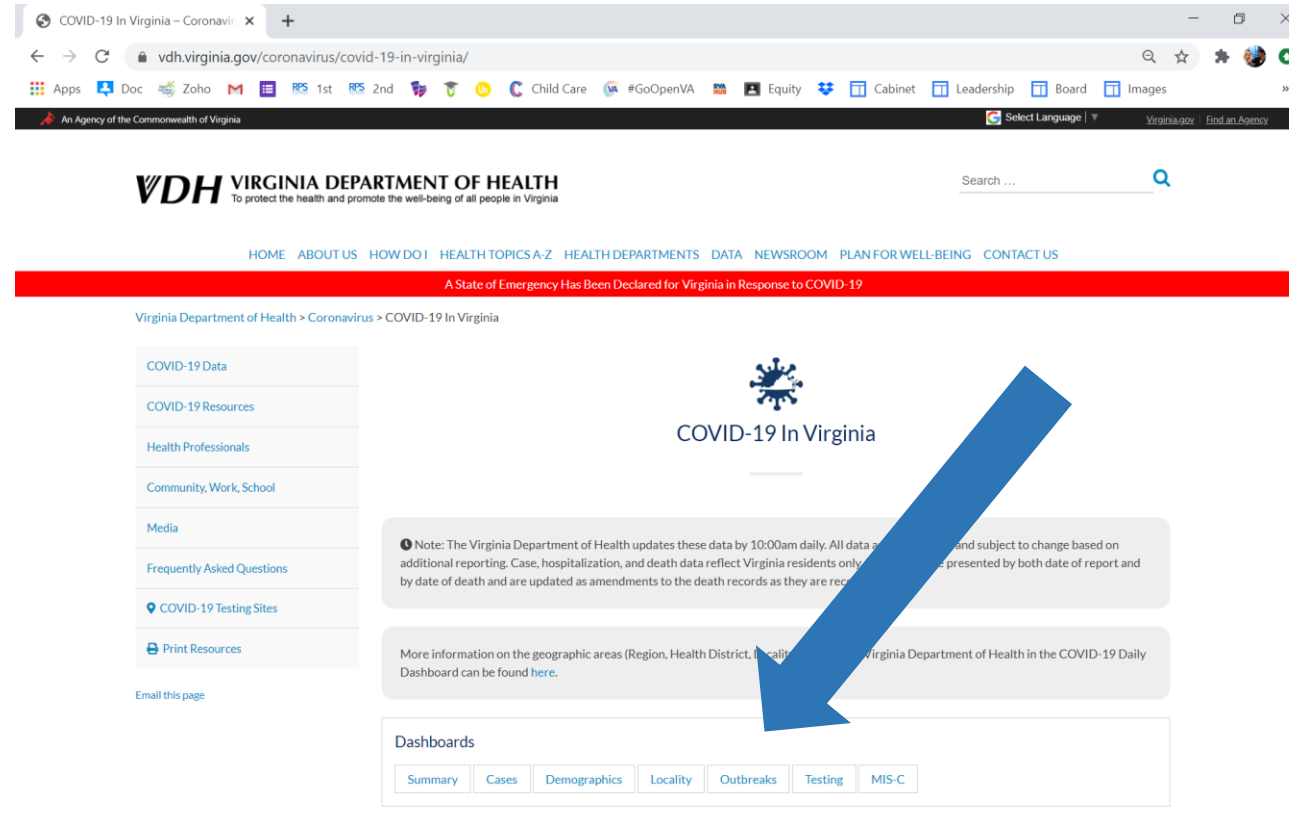 COVID-19 In Virginia – Coronavir
vdh.virginia.gov/coronavirus/covid-19-in-virginia/
Apps Doc Zoho RPS 1st RPS 2nd Child Care VA #GoOpenVA RVA HUB Equity Cabinet Leadership Board Images »
An Agency of the Commonwealth of Virginia G Select Language ▼ Virginia.gov Find an Agency
VDH VIRGINIA DEPARTMENT OF HEALTH
To protect the health and promote the well-being of all people in Virginia
Search …
HOME ABOUT US HOW DO I HEALTH TOPICS A-Z HEALTH DEPARTMENTS DATA NEWSROOM PLAN FOR WELL-BEING CONTACT US
A State of Emergency Has Been Declared for Virginia in Response to COVID-19
Virginia Department of Health > Coronavirus > COVID-19 In Virginia
COVID-19 Data
COVID-19 Resources
Health Professionals
Community, Work, School
Media
Frequently Asked Questions
COVID-19 Testing Sites
Print Resources
Email this page
COVID-19 In Virginia
Note: The Virginia Department of Health updates these data by 10:00am daily. All data and subject to change based on
additional reporting. Case, hospitalization, and death data reflect Virginia residents only presented by both date of report and
by date of death and are updated as amendments to the death records as they are
More information on the geographic areas (Region, Health District, Virginia Department of Health in the COVID-19 Daily
Dashboard can be found here.
Dashboards
Summary Cases Demographics Locality Outbreaks Testing MIS-C